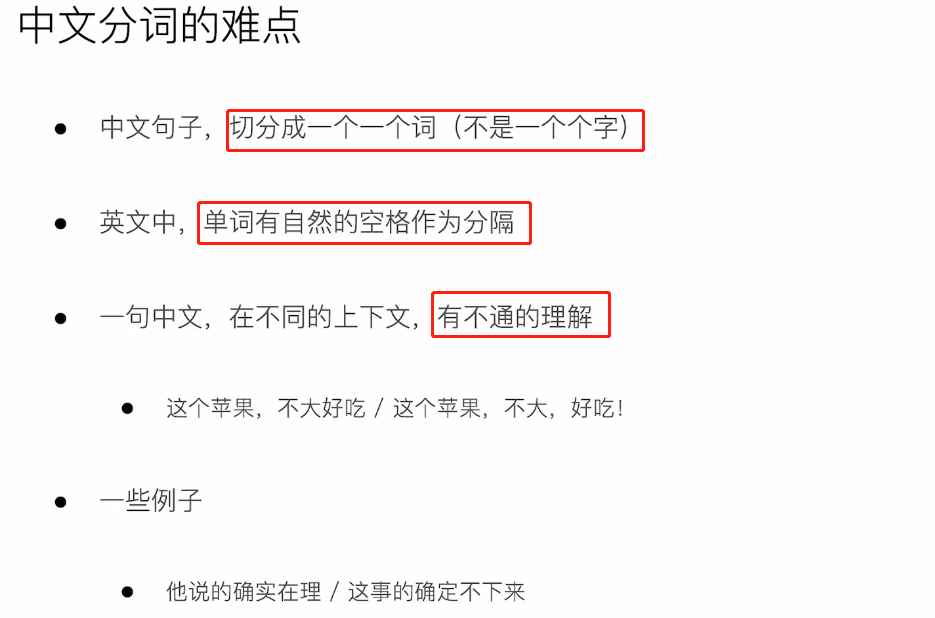 中文分词的难点
● 中文句子，切分成一个一个词（不是一个个字）
● 英文中，单词有自然的空格作为分隔
● 一句中文，在不同的上下文，有不通的理解
● 这个苹果，不大好吃 / 这个苹果，不大，好吃！
● 一些例子
● 他说的确实在理 / 这事的确定不下来